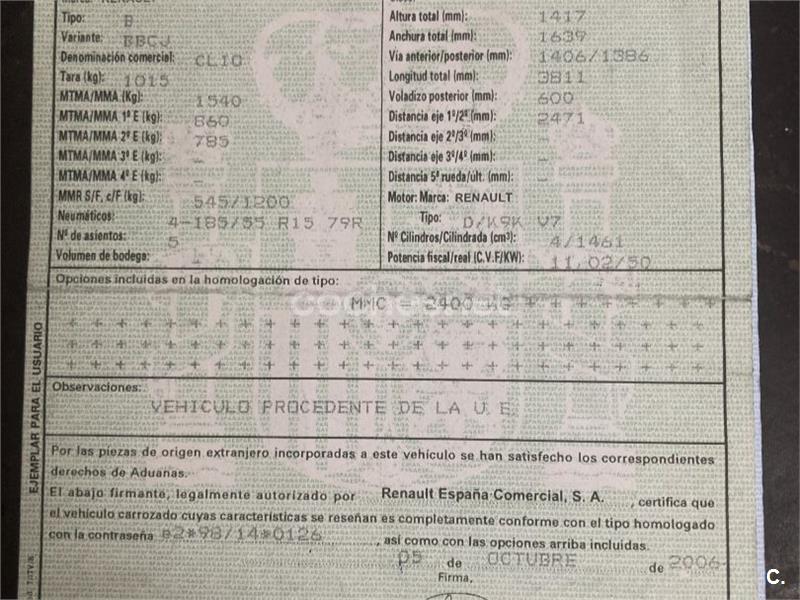 Marca: RENAULT
Tipo: B
Variante: BBCJ
Denominación comercial: CLIO
Tara (kg): 1015
MTMA/MMA (Kg): 1540
MTMA/MMA 1º E (kg): 860
MTMA/MMA 2º E (kg): 785
MTMA/MMA 3º E (kg): -
MTMA/MMA 4º E (kg): -
MMR S/F, c/F (kg): 545/1200
Neumáticos: 4-185/55 R15 79R
Nº de asientos: 5
Volumen de bodega: -
Altura total (mm): 1417
Anchura total (mm): 1639
Via anterior/posterior (mm): 1406/1386
Longitud total (mm): 3811
Voladizo posterior (mm): 600
Distancia eje 1º/2º (mm): 2471
Distancia eje 2º/3º (mm): -
Distancia eje 3º/4º (mm): -
Distancia 5ª rueda/últ. (mm): -
Motor: Marca: RENAULT
Tipo: D/K9K V7
Nº Cilindros/Cilindrada (cm³): 4/1461
Potencia fiscal/real (C.V.F/KW): 11,02/50
Opciones incluidas en la homologación de tipo:
MMC = 2400 KG + + + + + + + + + +
+ + + + + + + + + + + + + + + + + + + + + + + + + + +
+ + + + + + + + + + + + + + + + + + + + + + + + + + +
+ + + + + + + + + + + + + + + + + + + + + + + + + + +
Observaciones:
VEHICULO PROCEDENTE DE LA U.E.
Por las piezas de origen extranjero incorporadas a este vehículo se han satisfecho los correspondientes
derechos de Aduanas.
El abajo firmante, legalmente autorizado por Renault España Comercial, S. A. , certifica que
el vehículo carrozado cuyas características se reseñan es completamente conforme con el tipo homologado
con la contraseña e2*98/14*0126 , así como con las opciones arriba incluidas.
05 de OCTUBRE de 2006
Firma,
EJEMPLAR PARA EL USUARIO
coches.net
C.